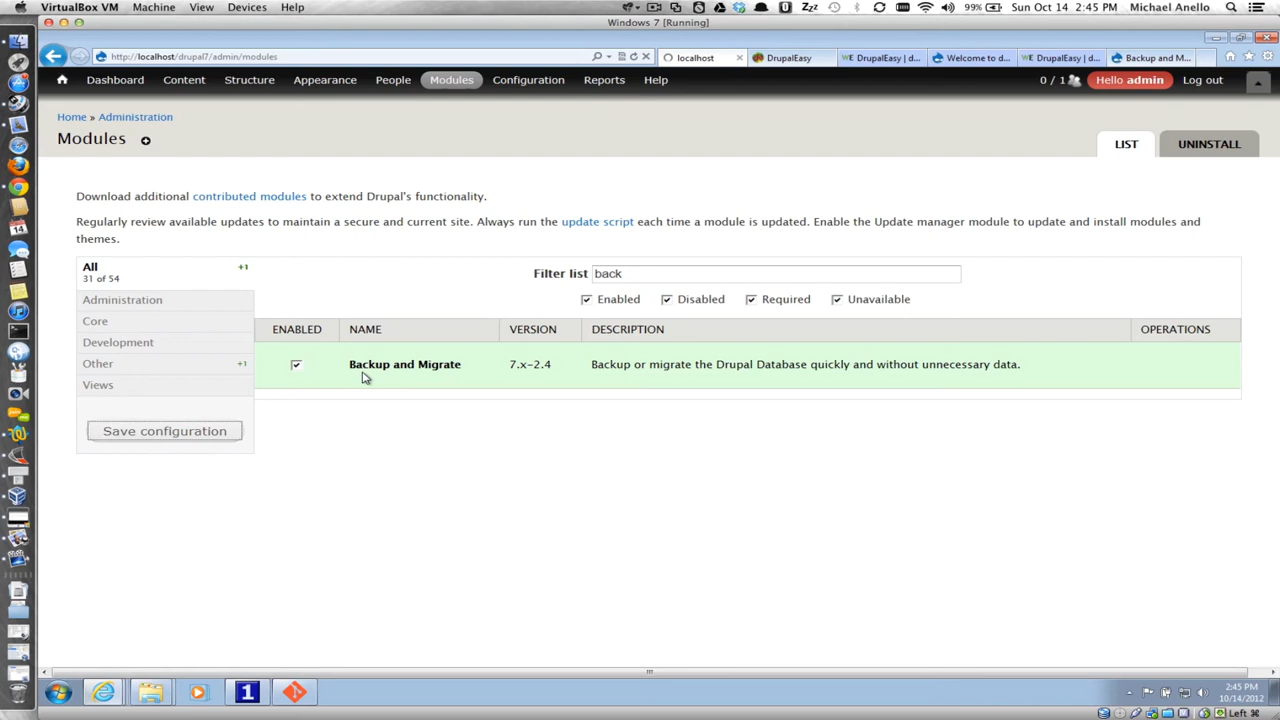 VirtualBox VM Machine View Devices Help
99% Sun Oct 14 2:45 PM Michael Anello
Windows 7 [Running]
http://localhost/drupal7/admin/modules
localhost
DrupalEasy
DrupalEasy | d...
Welcome to d...
DrupalEasy | d...
Backup and M...
Dashboard Content Structure Appearance People Modules Configuration Reports Help
0 / 1 Hello admin Log out
Home » Administration
Modules
LIST UNINSTALL
Download additional contributed modules to extend Drupal's functionality.
Regularly review available updates to maintain a secure and current site. Always run the update script each time a module is updated. Enable the Update manager module to update and install modules and
themes.
All +1
31 of 54
Filter list back
Enabled Disabled Required Unavailable
Administration
Core
Development
Other +1
Views
Save configuration
ENABLED NAME VERSION DESCRIPTION OPERATIONS
Backup and Migrate 7.x-2.4 Backup or migrate the Drupal Database quickly and without unnecessary data.
2:45 PM
10/14/2012
Left ⌘